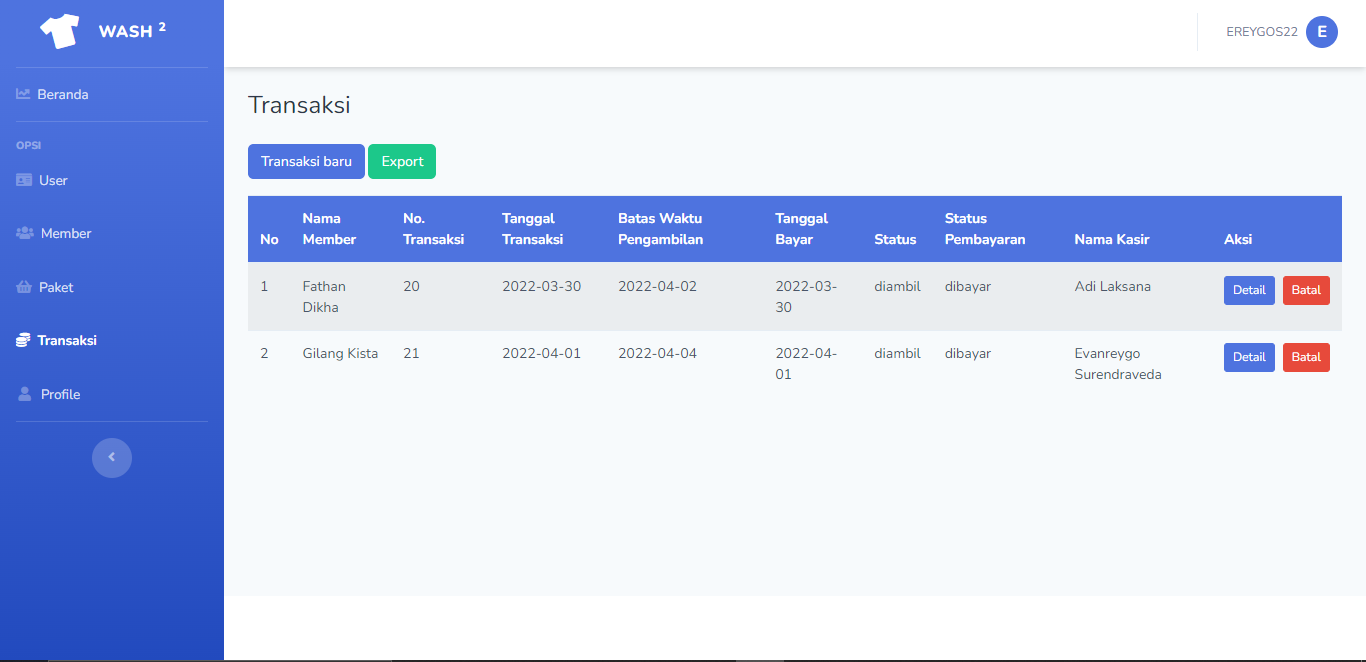 WASH 2
EREYGOS22 E
Beranda
OPSI
User
Member
Paket
Transaksi
Profile
Transaksi
Transaksi baru Export
No Nama Member No. Transaksi Tanggal Transaksi Batas Waktu Pengambilan Tanggal Bayar Status Status Pembayaran Nama Kasir Aksi
1 Fathan Dikha 20 2022-03-30 2022-04-02 2022-03-30 diambil dibayar Adi Laksana Detail Batal
2 Gilang Kista 21 2022-04-01 2022-04-04 2022-04-01 diambil dibayar Evanreygo Surendraveda Detail Batal